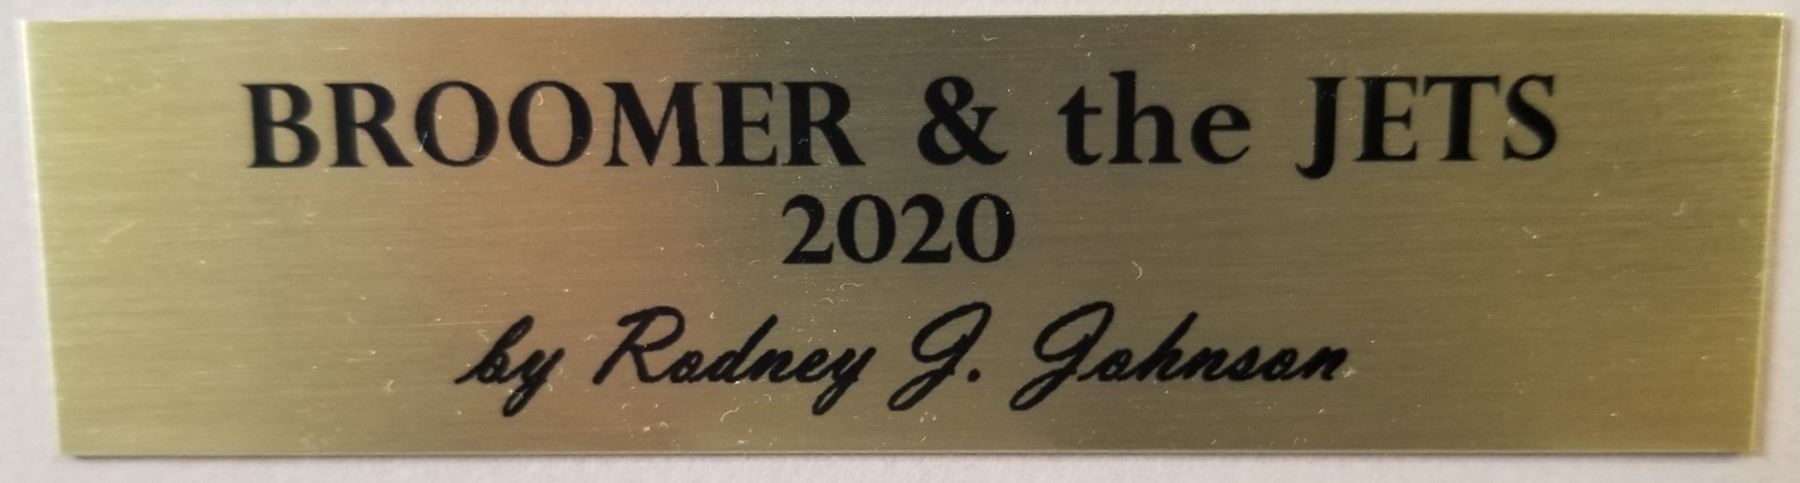 BROOMER & the JETS
2020
by Rodney J. Johnson